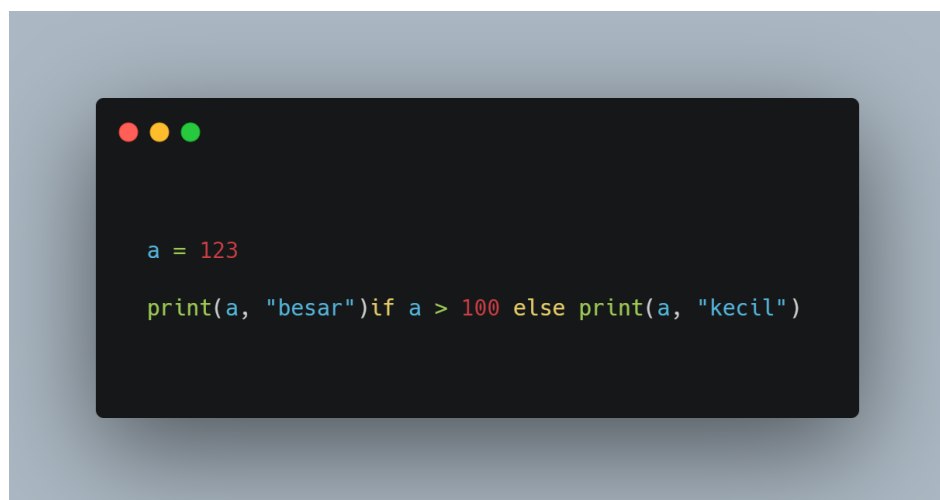 a = 123
print(a, "besar")if a > 100 else print(a, "kecil")